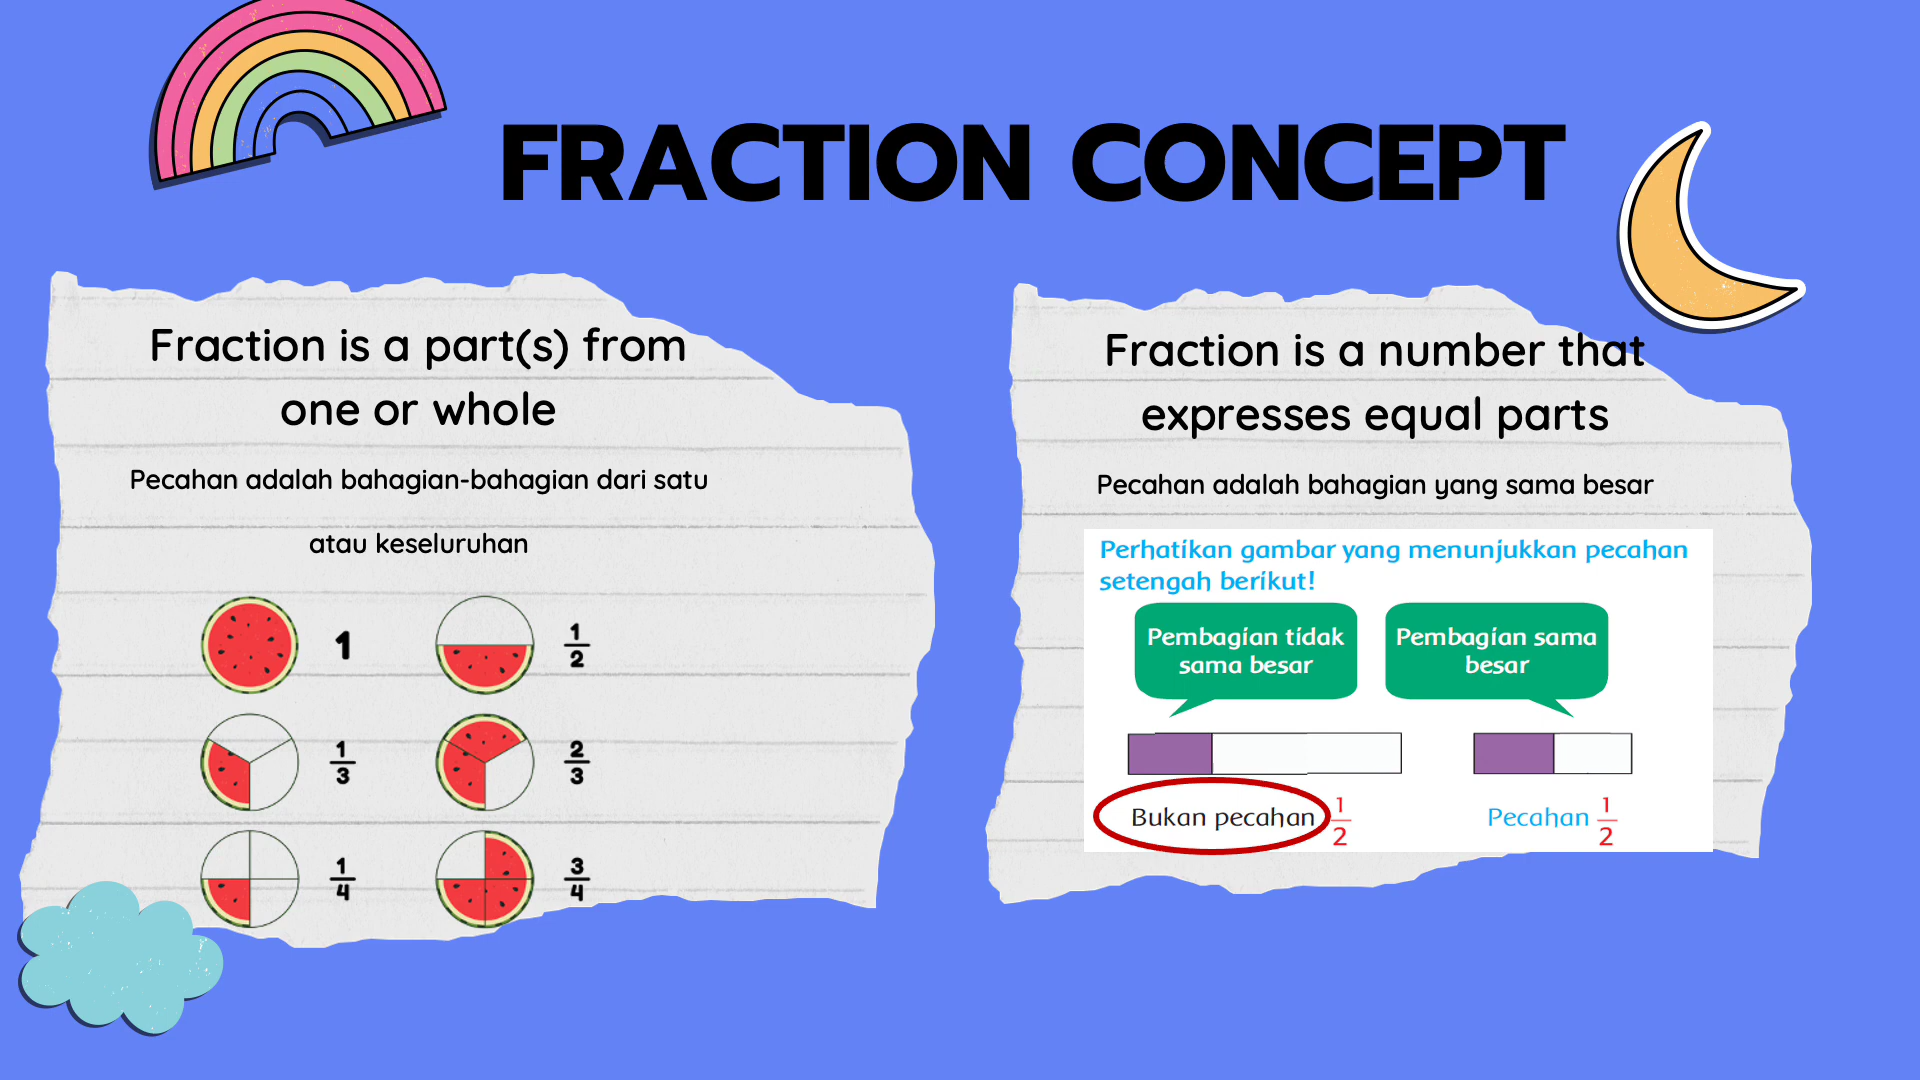 FRACTION CONCEPT
Fraction is a part(s) from
one or whole
Pecahan adalah bahagian-bahagian dari satu
atau keseluruhan
1
1/2
1/3
2/3
1/4
3/4
Fraction is a number that
expresses equal parts
Pecahan adalah bahagian yang sama besar
Perhatikan gambar yang menunjukkan pecahan
setengah berikut!
Pembagian tidak
sama besar
Pembagian sama
besar
Bukan pecahan 1/2
Pecahan 1/2